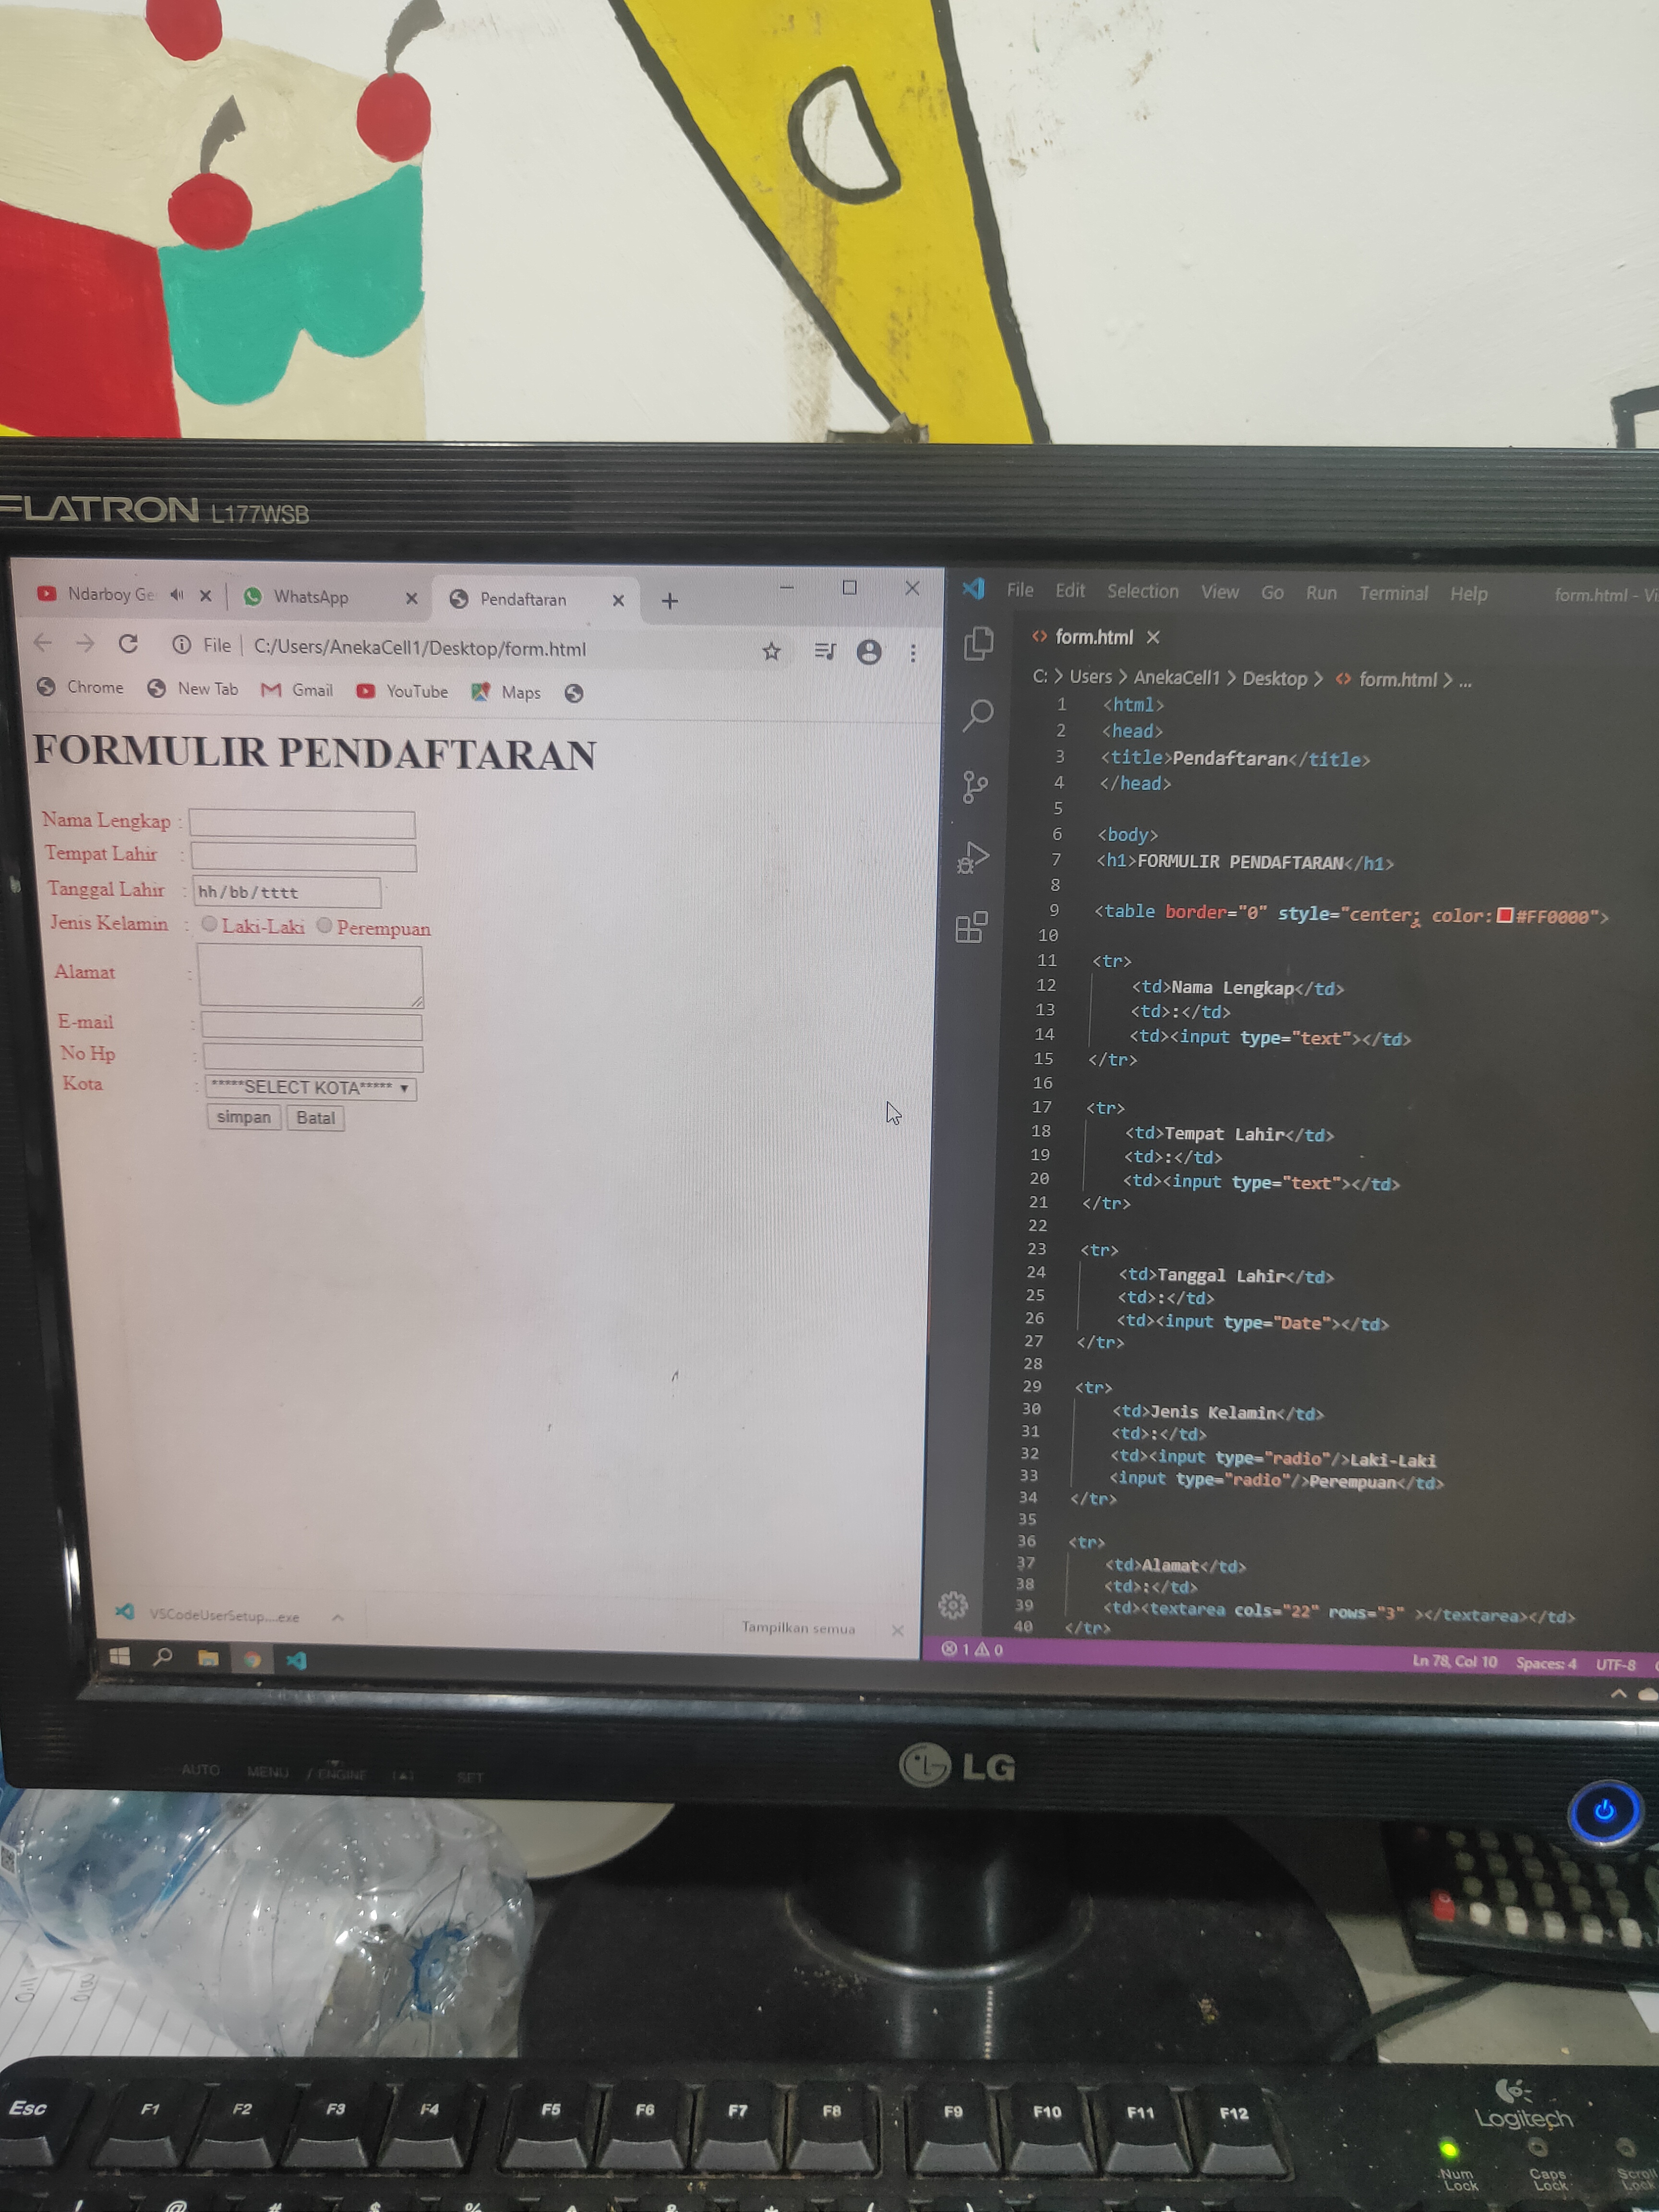 FLATRON L177WSB
Ndarboy Ge
WhatsApp
Pendaftaran
File C:/Users/AnekaCell1/Desktop/form.html
Chrome New Tab Gmail YouTube Maps
FORMULIR PENDAFTARAN
Nama Lengkap :
Tempat Lahir :
Tanggal Lahir : hh/bb/tttt
Jenis Kelamin : Laki-Laki Perempuan
Alamat :
E-mail :
No Hp :
Kota : *****SELECT KOTA*****
simpan Batal
VSCodeUserSetup....exe
Tampilkan semua
File Edit Selection View Go Run Terminal Help form.html - Vi
form.html
C: > Users > AnekaCell1 > Desktop > form.html > ...
1 <html>
2 <head>
3 <title>Pendaftaran</title>
4 </head>
5
6 <body>
7 <h1>FORMULIR PENDAFTARAN</h1>
8
9 <table border="0" style="center; color:#FF0000">
10
11 <tr>
12 <td>Nama Lengkap</td>
13 <td>:</td>
14 <td><input type="text"></td>
15 </tr>
16
17 <tr>
18 <td>Tempat Lahir</td>
19 <td>:</td>
20 <td><input type="text"></td>
21 </tr>
22
23 <tr>
24 <td>Tanggal Lahir</td>
25 <td>:</td>
26 <td><input type="Date"></td>
27 </tr>
28
29 <tr>
30 <td>Jenis Kelamin</td>
31 <td>:</td>
32 <td><input type="radio"/>Laki-Laki
33 <input type="radio"/>Perempuan</td>
34 </tr>
35
36 <tr>
37 <td>Alamat</td>
38 <td>:</td>
39 <td><textarea cols="22" rows="3" ></textarea></td>
40 </tr>
1 0
Ln 78, Col 10 Spaces: 4 UTF-8
AUTO MENU / ENGINE SET
LG
Esc F1 F2 F3 F4 F5 F6 F7 F8 F9 F10 F11 F12
Logitech
Num Lock
Caps Lock
Scroll Lock
! @ # $ %